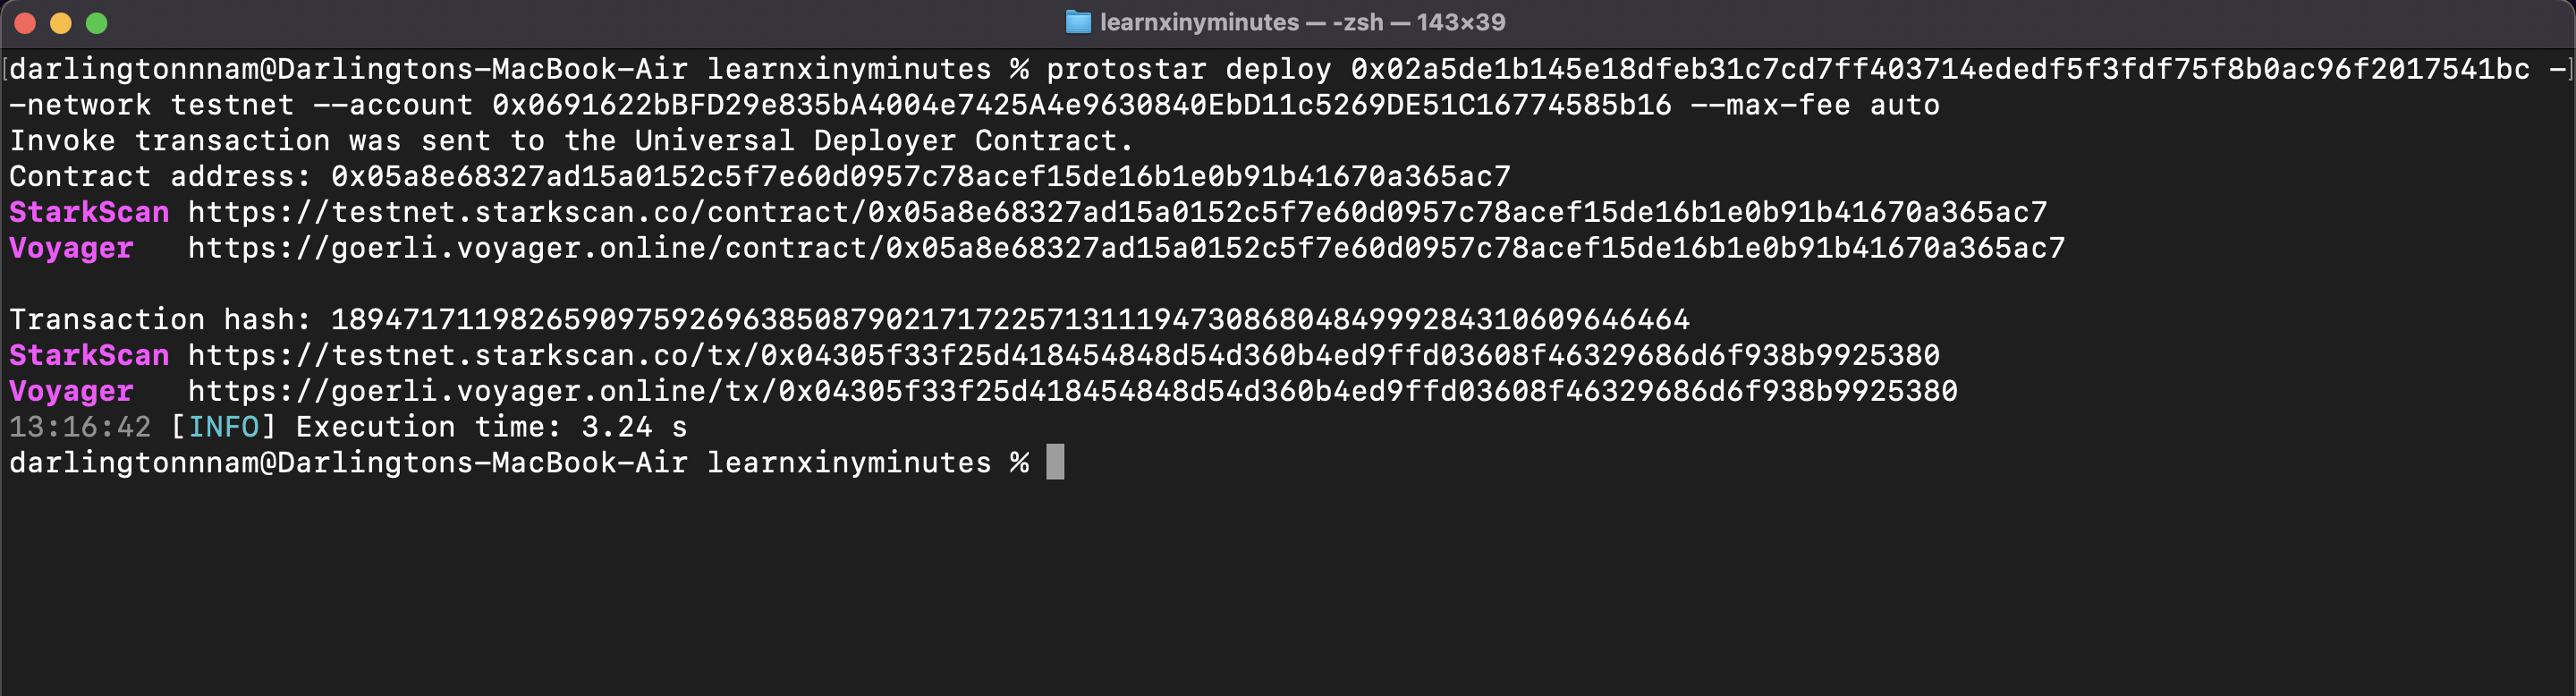 learnxinyminutes — -zsh — 143×39
darlingtonnnam@Darlingtons-MacBook-Air learnxinyminutes % protostar deploy 0x02a5de1b145e18dfeb31c7cd7ff403714ededf5f3fdf75f8b0ac96f2017541bc -
-network testnet --account 0x0691622bBFD29e835bA4004e7425A4e9630840EbD11c5269DE51C16774585b16 --max-fee auto
Invoke transaction was sent to the Universal Deployer Contract.
Contract address: 0x05a8e68327ad15a0152c5f7e60d0957c78acef15de16b1e0b91b41670a365ac7
StarkScan https://testnet.starkscan.co/contract/0x05a8e68327ad15a0152c5f7e60d0957c78acef15de16b1e0b91b41670a365ac7
Voyager   https://goerli.voyager.online/contract/0x05a8e68327ad15a0152c5f7e60d0957c78acef15de16b1e0b91b41670a365ac7
Transaction hash: 1894717119826590975926963850879021717225713111947308680484999284310609646464
StarkScan https://testnet.starkscan.co/tx/0x04305f33f25d418454848d54d360b4ed9ffd03608f46329686d6f938b9925380
Voyager   https://goerli.voyager.online/tx/0x04305f33f25d418454848d54d360b4ed9ffd03608f46329686d6f938b9925380
13:16:42 [INFO] Execution time: 3.24 s
darlingtonnnam@Darlingtons-MacBook-Air learnxinyminutes %